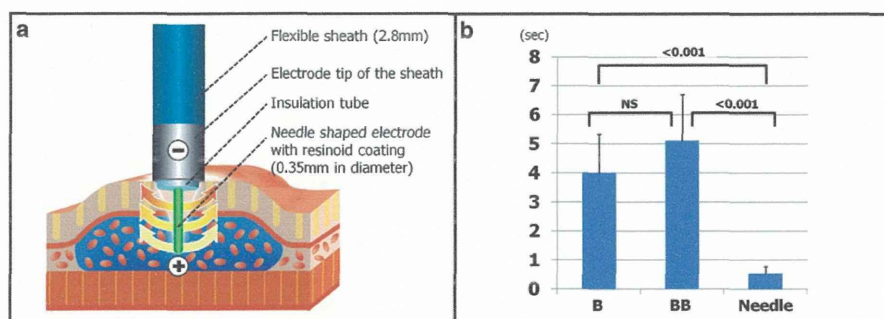 a
Flexible sheath (2.8mm)
Electrode tip of the sheath
Insulation tube
Needle shaped electrode
with resinoid coating
(0.35mm in diameter)
−
+
b
(sec)
8
7
6
5
4
3
2
1
0
<0.001
NS
<0.001
B
BB
Needle